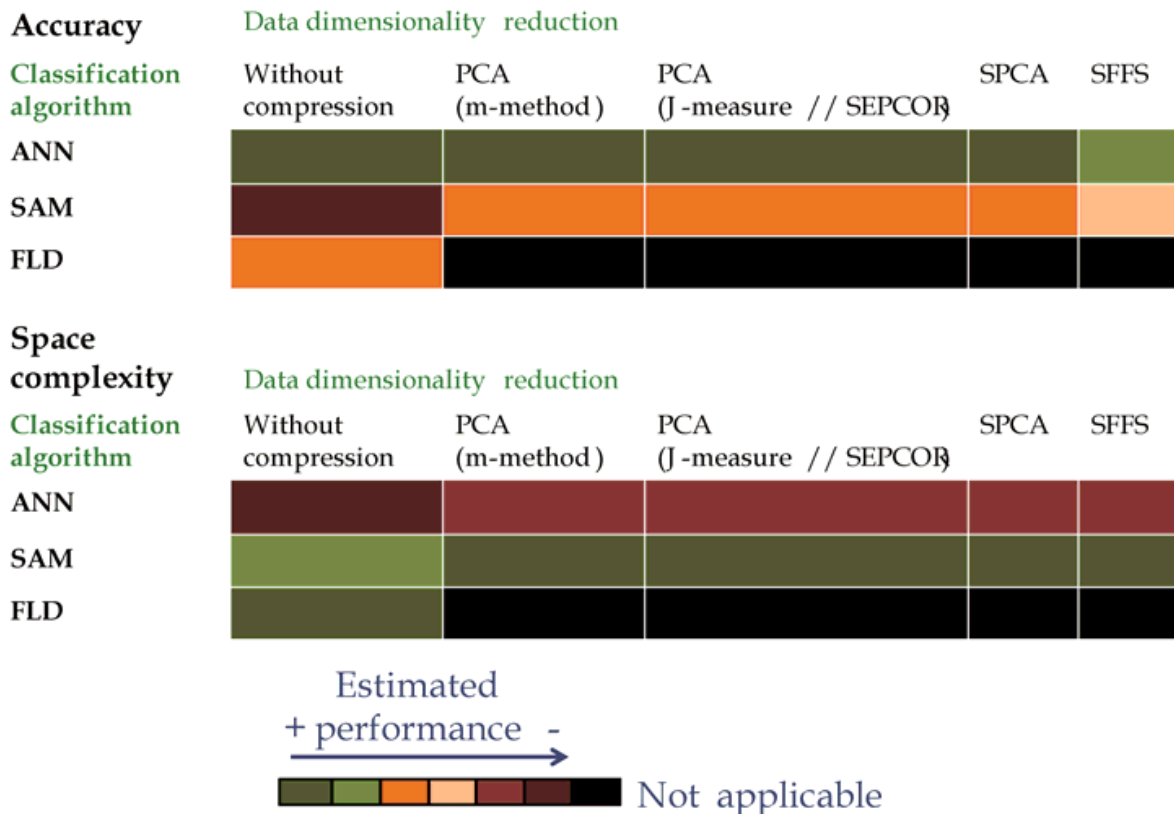 Accuracy
Data dimensionality reduction
Classification algorithm
Without compression
PCA (m-method)
PCA (J-measure // SEPCOR)
SPCA
SFFS
ANN
SAM
FLD
Space complexity
Data dimensionality reduction
Classification algorithm
Without compression
PCA (m-method)
PCA (J-measure // SEPCOR)
SPCA
SFFS
ANN
SAM
FLD
Estimated
+ performance -
Not applicable